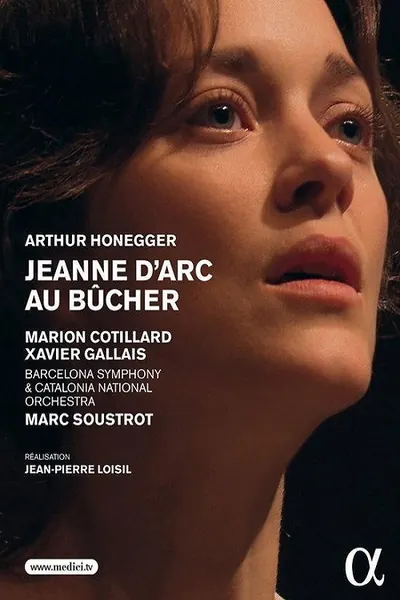 ARTHUR HONEGGER
JEANNE D'ARC
AU BÛCHER
MARION COTILLARD
XAVIER GALLAIS
BARCELONA SYMPHONY
& CATALONIA NATIONAL
ORCHESTRA
MARC SOUSTROT
RÉALISATION
JEAN-PIERRE LOISIL
www.medici.tv
α